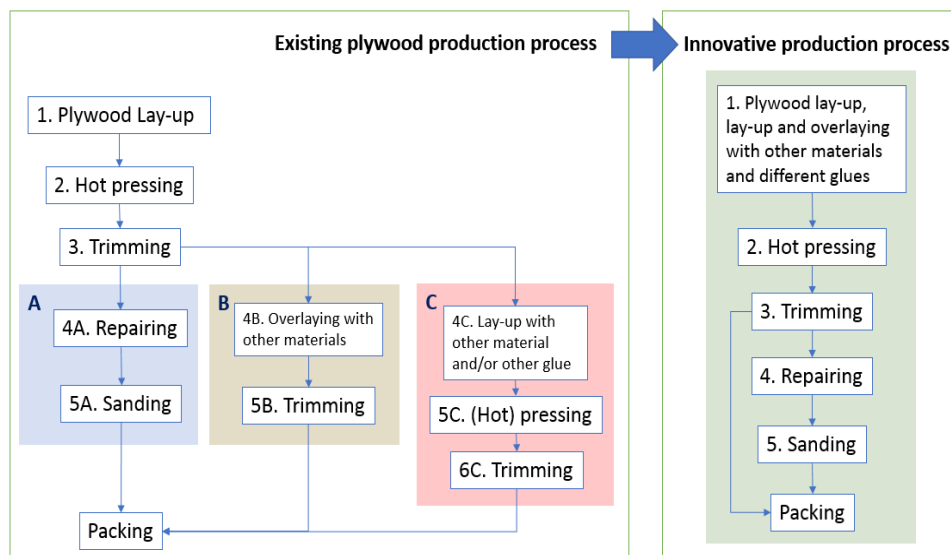 Existing plywood production process
1. Plywood Lay-up
2. Hot pressing
3. Trimming
A
4A. Repairing
5A. Sanding
B
4B. Overlaying with
other materials
5B. Trimming
C
4C. Lay-up with
other material
and/or other glue
5C. (Hot) pressing
6C. Trimming
Packing
Innovative production process
1. Plywood lay-up,
lay-up and overlaying
with other materials
and different glues
2. Hot pressing
3. Trimming
4. Repairing
5. Sanding
Packing